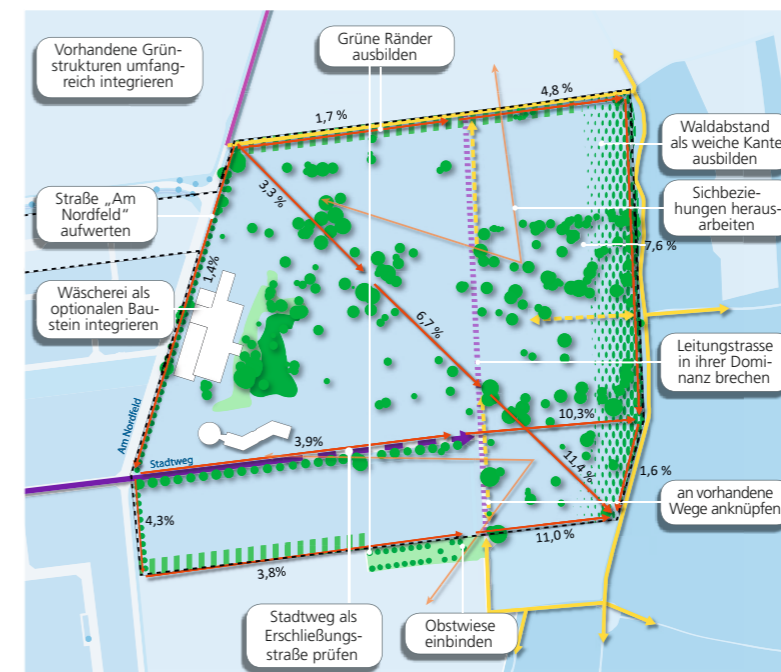 Vorhandene Grün-
strukturen umfang-
reich integrieren
Grüne Ränder
ausbilden
4,8 %
1,7 %
Waldabstand
als weiche Kante
ausbilden
3,3 %
Straße „Am
Nordfeld“
aufwerten
Sichbezie-
hungen heraus-
arbeiten
7,6 %
1,4%
Wäscherei als
optionalen Bau-
stein integrieren
6,7 %
Leitungstrasse
in ihrer Domi-
nanz brechen
Am Nordfeld
10,3%
3,9%
Stadtweg
11,4 %
1,6 %
an vorhandene
Wege anknüpfen
4,3%
11,0 %
3,8%
Stadtweg als
Erschließungs-
straße prüfen
Obstwiese
einbinden